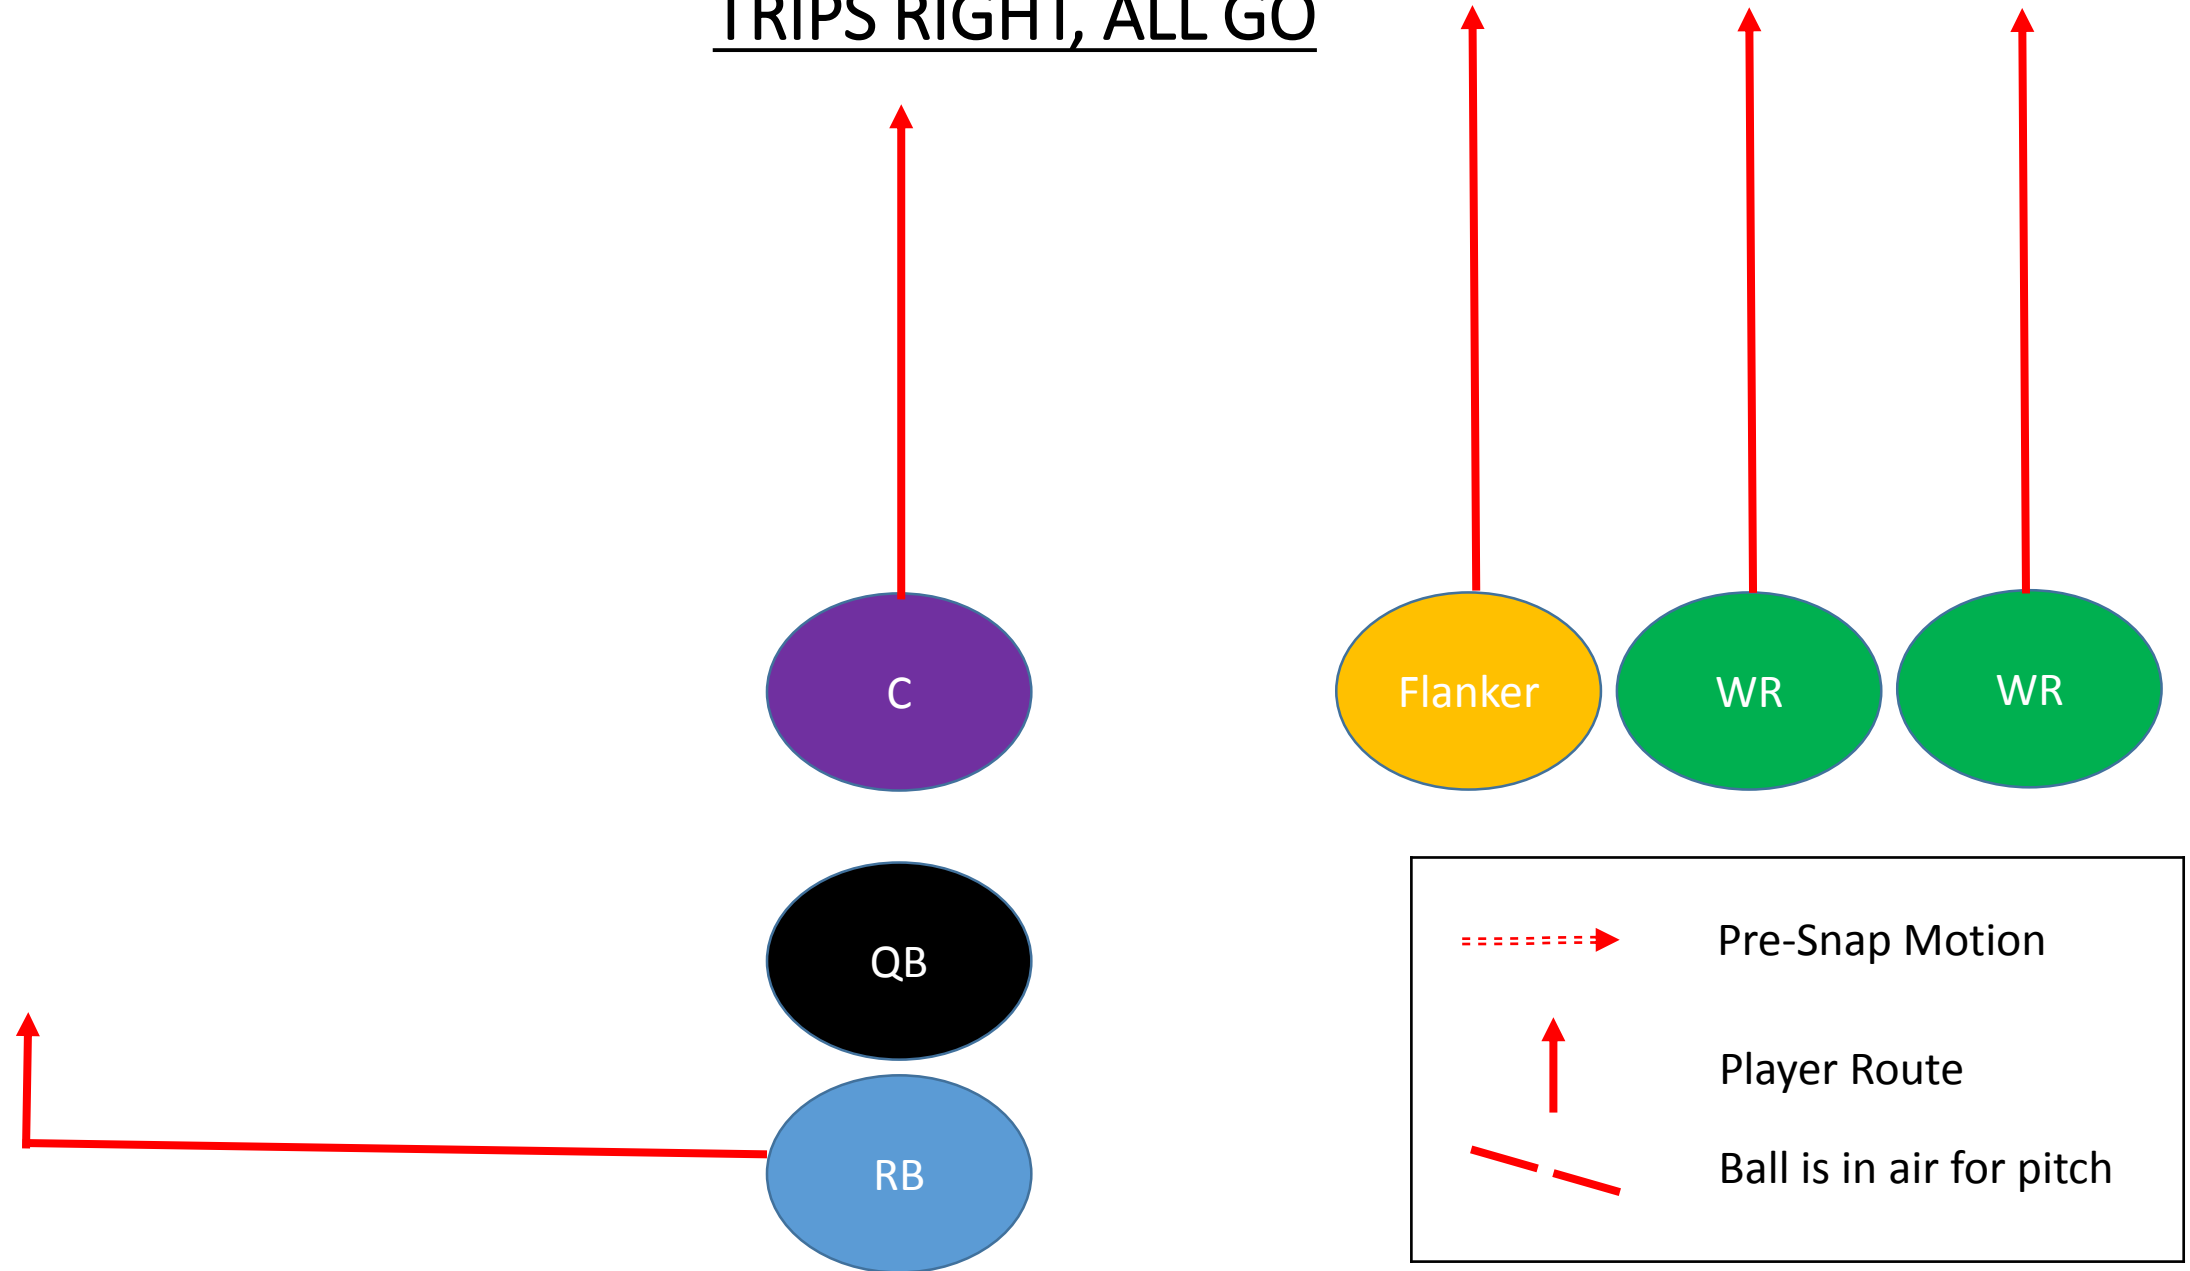 TRIPS RIGHT, ALL GO
C
Flanker
WR
WR
QB
RB
Pre-Snap Motion
Player Route
Ball is in air for pitch